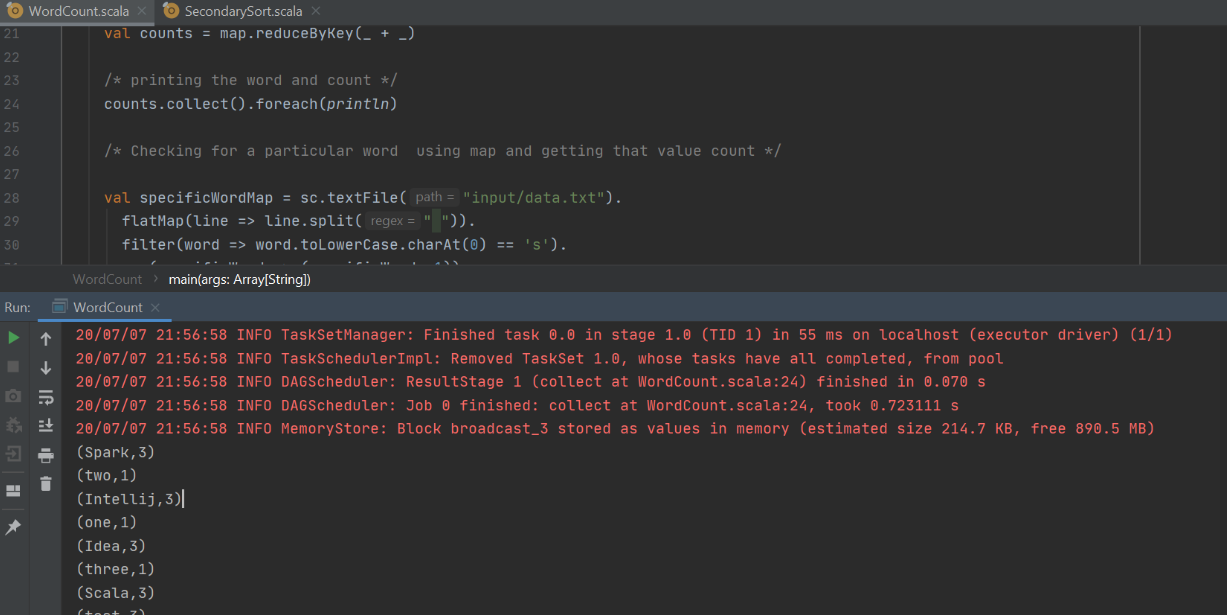 WordCount.scala SecondarySort.scala
21 val counts = map.reduceByKey(_ + _)
22
23 /* printing the word and count */
24 counts.collect().foreach(println)
25
26 /* Checking for a particular word  using map and getting that value count */
27
28 val specificWordMap = sc.textFile( path = "input/data.txt").
29 flatMap(line => line.split( regex = " ")).
30 filter(word => word.toLowerCase.charAt(0) == 's').
WordCount > main(args: Array[String])
Run: WordCount
20/07/07 21:56:58 INFO TaskSetManager: Finished task 0.0 in stage 1.0 (TID 1) in 55 ms on localhost (executor driver) (1/1)
20/07/07 21:56:58 INFO TaskSchedulerImpl: Removed TaskSet 1.0, whose tasks have all completed, from pool
20/07/07 21:56:58 INFO DAGScheduler: ResultStage 1 (collect at WordCount.scala:24) finished in 0.070 s
20/07/07 21:56:58 INFO DAGScheduler: Job 0 finished: collect at WordCount.scala:24, took 0.723111 s
20/07/07 21:56:58 INFO MemoryStore: Block broadcast_3 stored as values in memory (estimated size 214.7 KB, free 890.5 MB)
(Spark,3)
(two,1)
(Intellij,3)
(one,1)
(Idea,3)
(three,1)
(Scala,3)